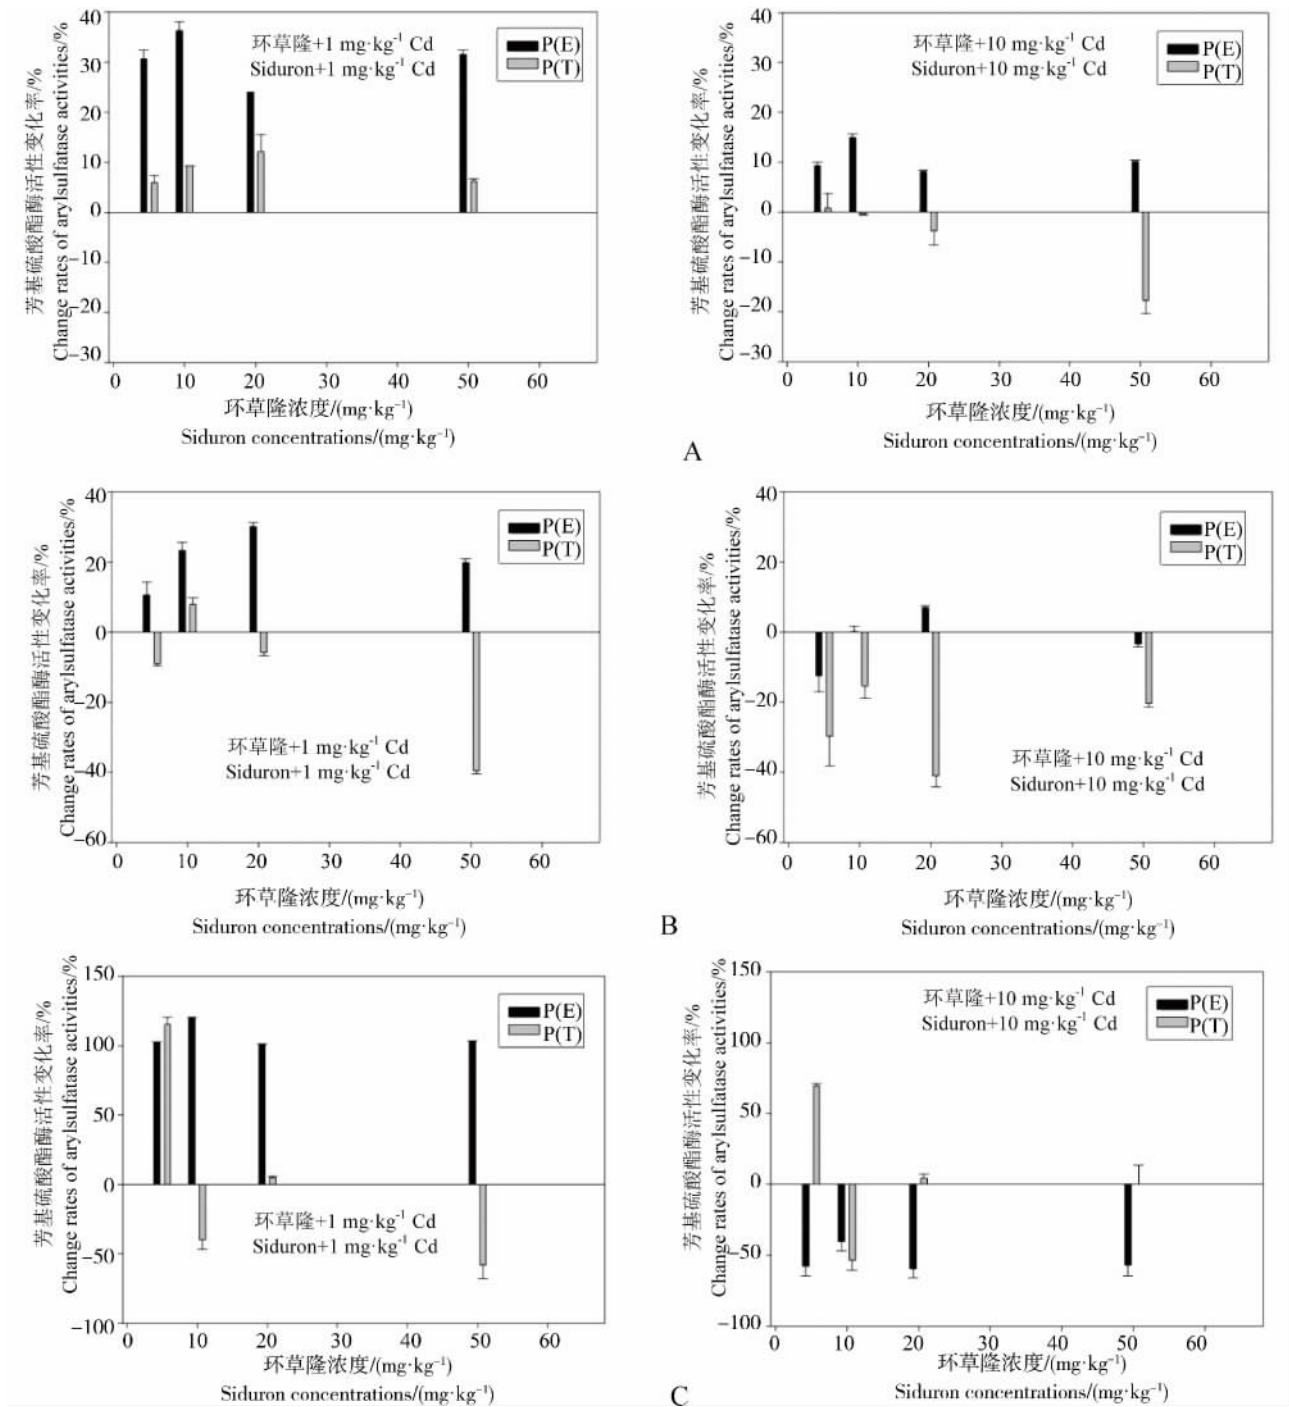 芳基硫酸酯酶活性变化率/%
Change rates of arylsulfatase activities/%
40
30
20
10
0
−10
−20
−30
环草隆+1 mg·kg⁻¹ Cd
Siduron+1 mg·kg⁻¹ Cd
P(E)
P(T)
0 10 20 30 40 50 60
环草隆浓度/(mg·kg⁻¹)
Siduron concentrations/(mg·kg⁻¹)
芳基硫酸酯酶活性变化率/%
Change rates of arylsulfatase activities/%
40
30
20
10
0
−10
−20
−30
环草隆+10 mg·kg⁻¹ Cd
Siduron+10 mg·kg⁻¹ Cd
P(E)
P(T)
0 10 20 30 40 50 60
环草隆浓度/(mg·kg⁻¹)
Siduron concentrations/(mg·kg⁻¹)
A
芳基硫酸酯酶活性变化率/%
Change rates of arylsulfatase activities/%
40
20
0
−20
−40
−60
P(E)
P(T)
环草隆+1 mg·kg⁻¹ Cd
Siduron+1 mg·kg⁻¹ Cd
0 10 20 30 40 50 60
环草隆浓度/(mg·kg⁻¹)
Siduron concentrations/(mg·kg⁻¹)
芳基硫酸酯酶活性变化率/%
Change rates of arylsulfatase activities/%
40
20
0
−20
−40
−60
P(E)
P(T)
环草隆+10 mg·kg⁻¹ Cd
Siduron+10 mg·kg⁻¹ Cd
0 10 20 30 40 50 60
环草隆浓度/(mg·kg⁻¹)
Siduron concentrations/(mg·kg⁻¹)
B
芳基硫酸酯酶活性变化率/%
Change rates of arylsulfatase activities/%
150
100
50
0
−50
−100
P(E)
P(T)
环草隆+1 mg·kg⁻¹ Cd
Siduron+1 mg·kg⁻¹ Cd
0 10 20 30 40 50 60
环草隆浓度/(mg·kg⁻¹)
Siduron concentrations/(mg·kg⁻¹)
芳基硫酸酯酶活性变化率/%
Change rates of arylsulfatase activities/%
150
100
50
0
−50
−100
环草隆+10 mg·kg⁻¹ Cd
Siduron+10 mg·kg⁻¹ Cd
P(E)
P(T)
0 10 20 30 40 50 60
环草隆浓度/(mg·kg⁻¹)
Siduron concentrations/(mg·kg⁻¹)
C